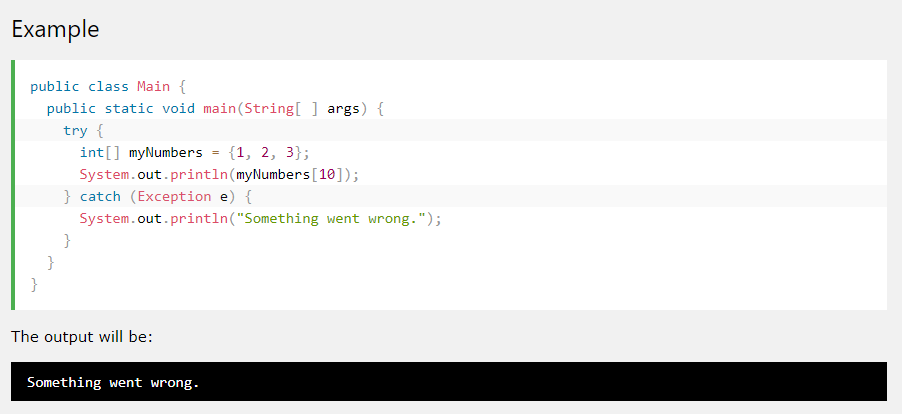 Example
public class Main {
  public static void main(String[ ] args) {
    try {
      int[] myNumbers = {1, 2, 3};
      System.out.println(myNumbers[10]);
    } catch (Exception e) {
      System.out.println("Something went wrong.");
    }
  }
}
The output will be:
Something went wrong.